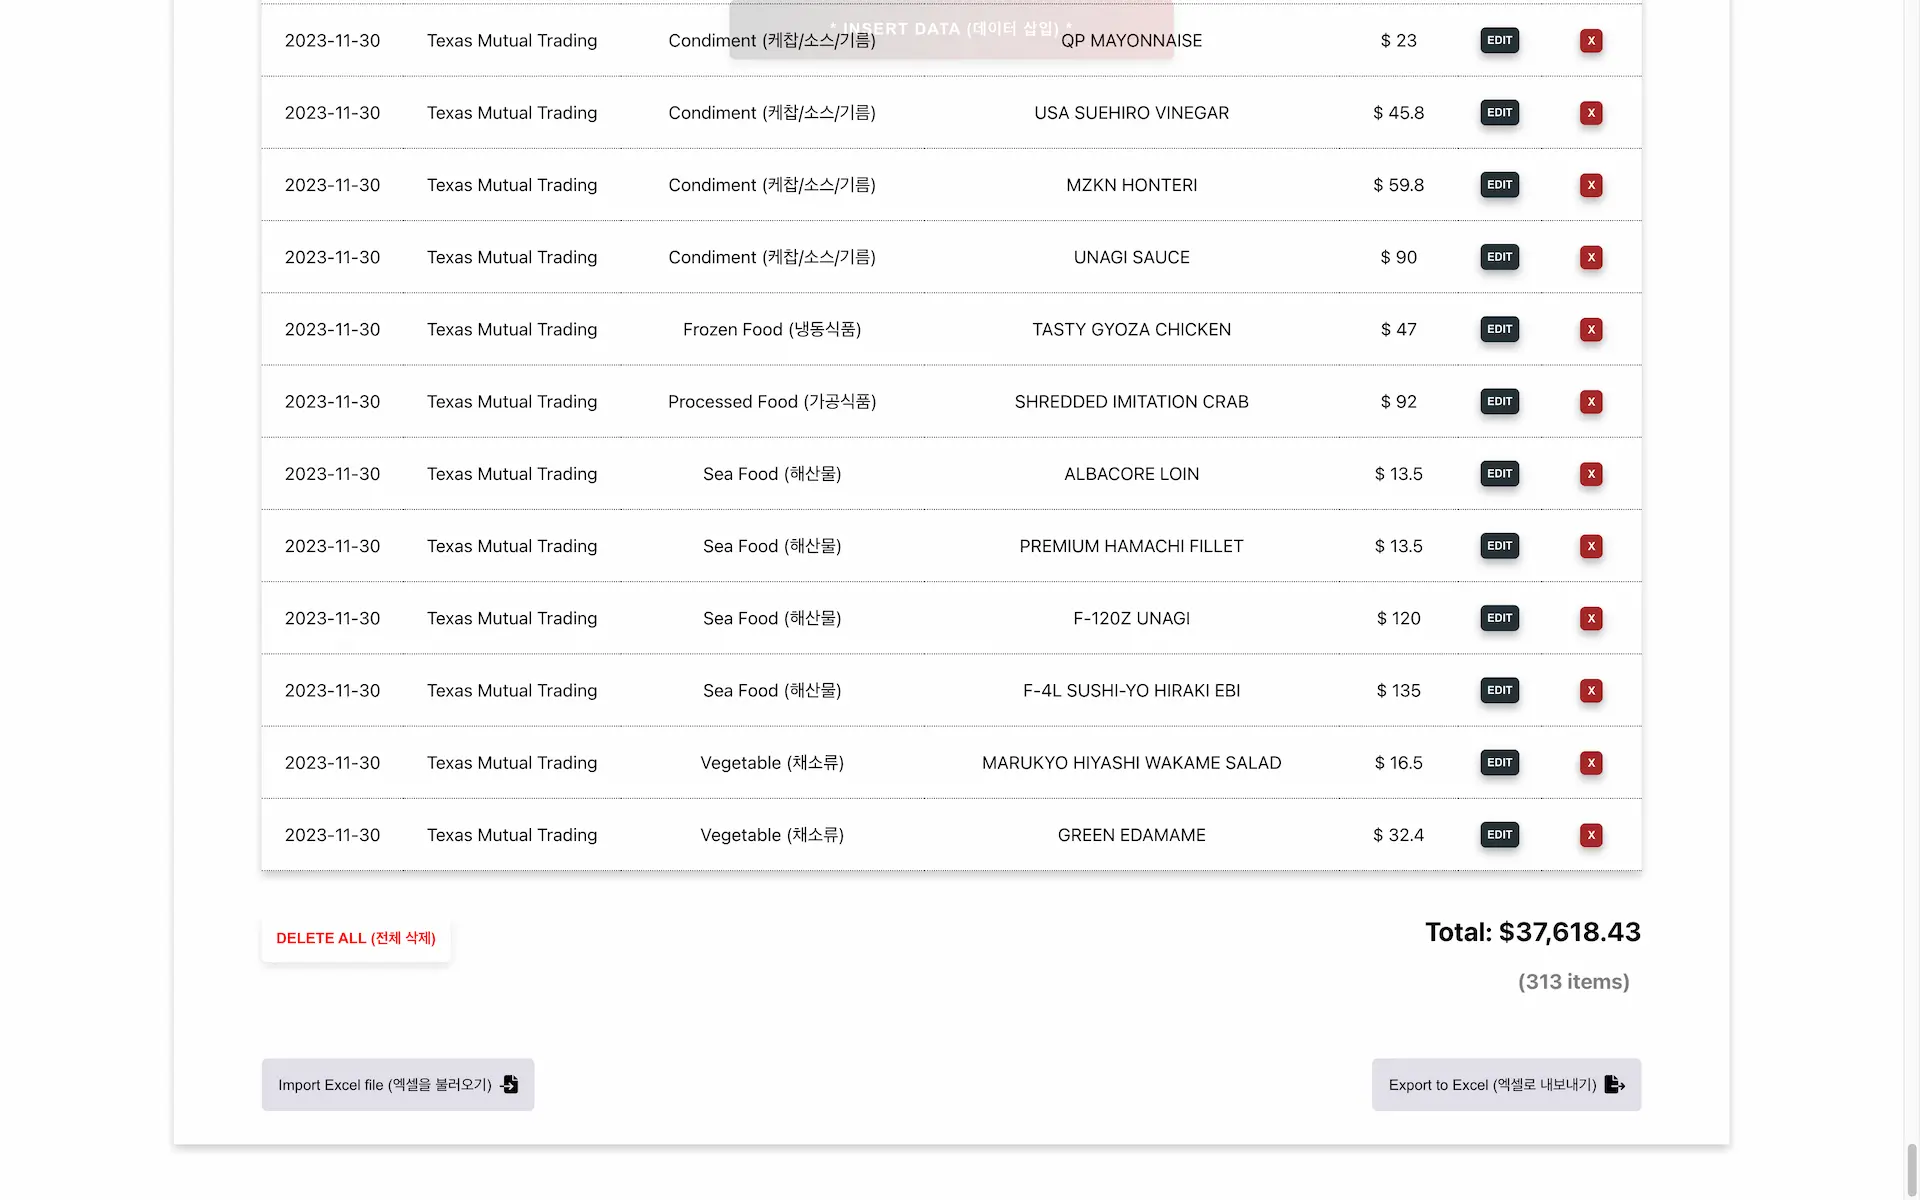 * INSERT DATA (데이터 삽입) *
2023-11-30 Texas Mutual Trading Condiment (케찹/소스/기름) QP MAYONNAISE $ 23 EDIT X
2023-11-30 Texas Mutual Trading Condiment (케찹/소스/기름) USA SUEHIRO VINEGAR $ 45.8 EDIT X
2023-11-30 Texas Mutual Trading Condiment (케찹/소스/기름) MZKN HONTERI $ 59.8 EDIT X
2023-11-30 Texas Mutual Trading Condiment (케찹/소스/기름) UNAGI SAUCE $ 90 EDIT X
2023-11-30 Texas Mutual Trading Frozen Food (냉동식품) TASTY GYOZA CHICKEN $ 47 EDIT X
2023-11-30 Texas Mutual Trading Processed Food (가공식품) SHREDDED IMITATION CRAB $ 92 EDIT X
2023-11-30 Texas Mutual Trading Sea Food (해산물) ALBACORE LOIN $ 13.5 EDIT X
2023-11-30 Texas Mutual Trading Sea Food (해산물) PREMIUM HAMACHI FILLET $ 13.5 EDIT X
2023-11-30 Texas Mutual Trading Sea Food (해산물) F-120Z UNAGI $ 120 EDIT X
2023-11-30 Texas Mutual Trading Sea Food (해산물) F-4L SUSHI-YO HIRAKI EBI $ 135 EDIT X
2023-11-30 Texas Mutual Trading Vegetable (채소류) MARUKYO HIYASHI WAKAME SALAD $ 16.5 EDIT X
2023-11-30 Texas Mutual Trading Vegetable (채소류) GREEN EDAMAME $ 32.4 EDIT X
DELETE ALL (전체 삭제) Total: $37,618.43
(313 items)
Import Excel file (엑셀을 불러오기) Export to Excel (엑셀로 내보내기)